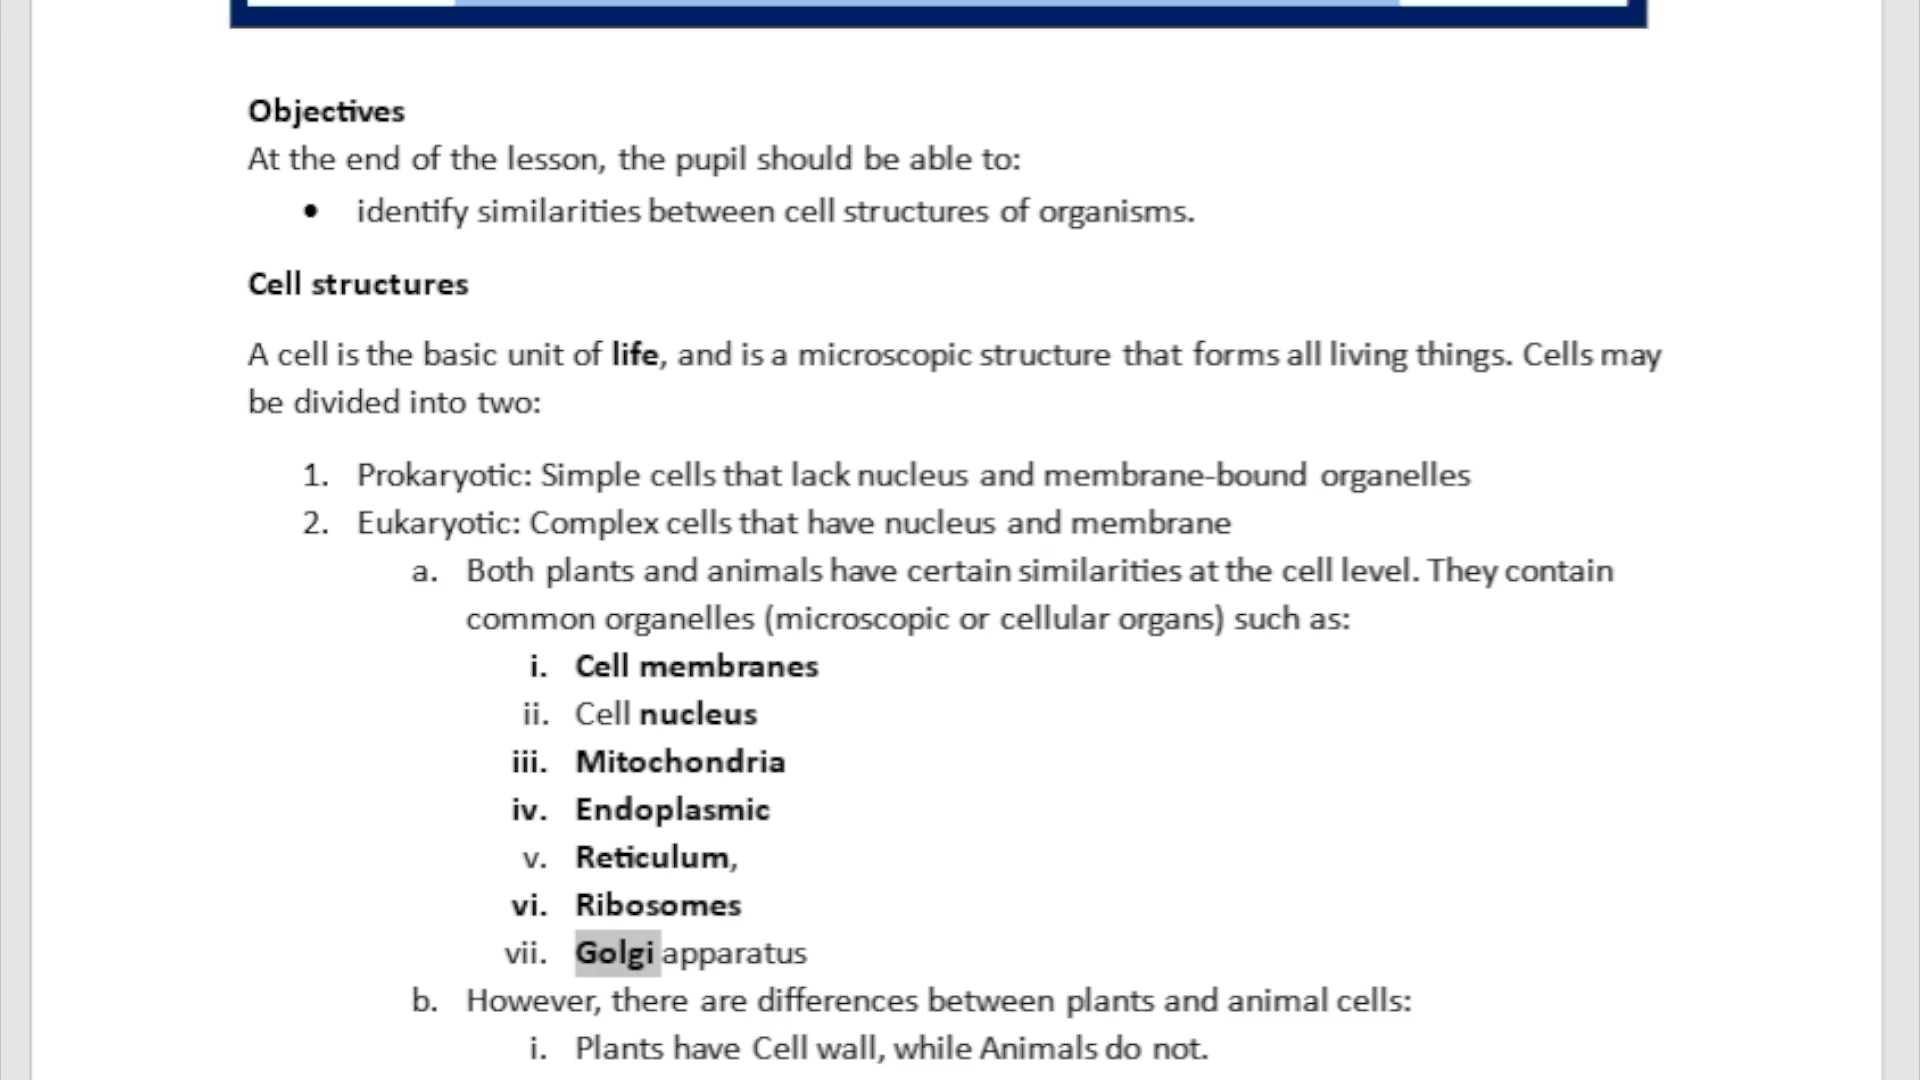 Objectives
At the end of the lesson, the pupil should be able to:
• identify similarities between cell structures of organisms.
Cell structures
A cell is the basic unit of life, and is a microscopic structure that forms all living things. Cells may
be divided into two:
1. Prokaryotic: Simple cells that lack nucleus and membrane-bound organelles
2. Eukaryotic: Complex cells that have nucleus and membrane
a. Both plants and animals have certain similarities at the cell level. They contain
common organelles (microscopic or cellular organs) such as:
i. Cell membranes
ii. Cell nucleus
iii. Mitochondria
iv. Endoplasmic
v. Reticulum,
vi. Ribosomes
vii. Golgi apparatus
b. However, there are differences between plants and animal cells:
i. Plants have Cell wall, while Animals do not.